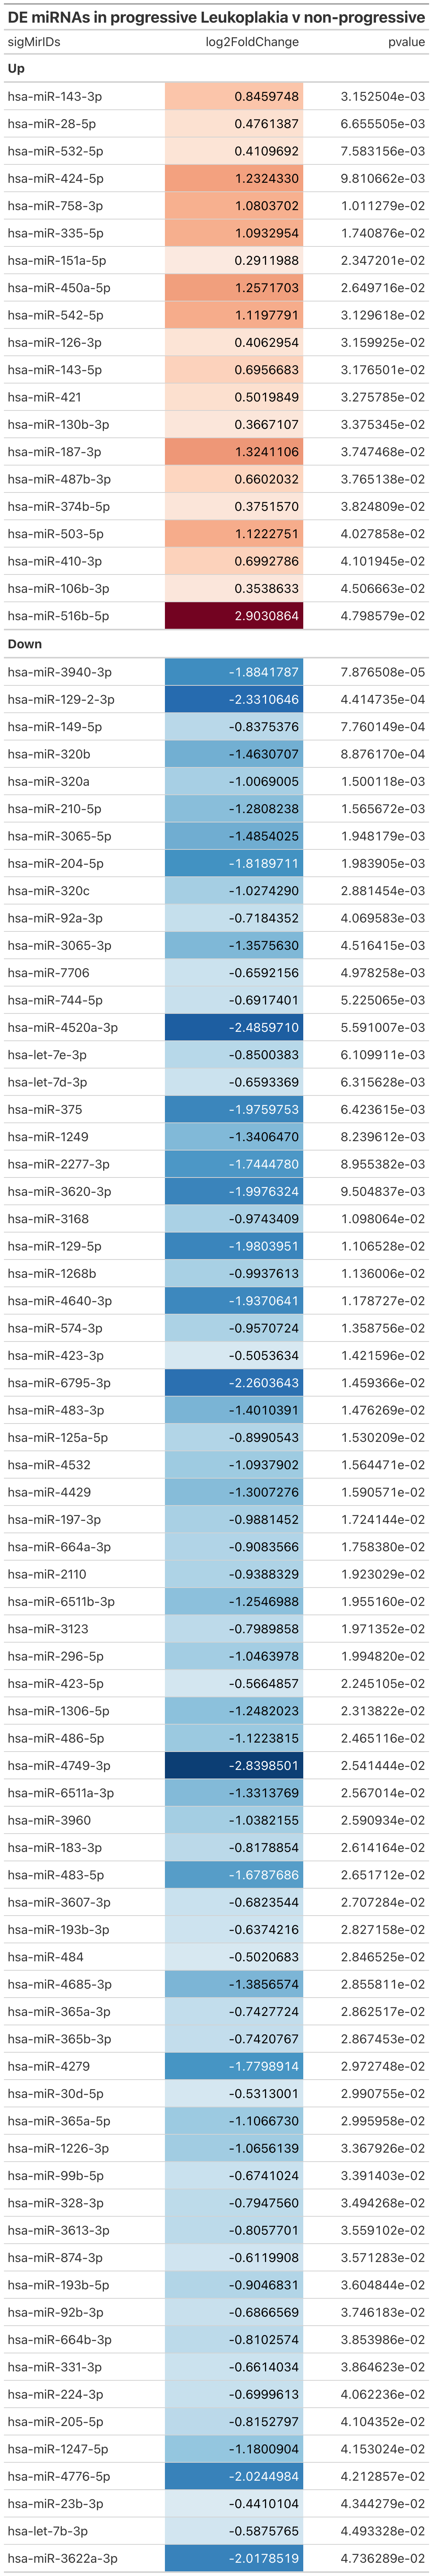 DE miRNAs in progressive Leukoplakia v non-progressive
sigMirIDs log2FoldChange pvalue
Up
hsa-miR-143-3p 0.8459748 3.152504e-03
hsa-miR-28-5p 0.4761387 6.655505e-03
hsa-miR-532-5p 0.4109692 7.583156e-03
hsa-miR-424-5p 1.2324330 9.810662e-03
hsa-miR-758-3p 1.0803702 1.011279e-02
hsa-miR-335-5p 1.0932954 1.740876e-02
hsa-miR-151a-5p 0.2911988 2.347201e-02
hsa-miR-450a-5p 1.2571703 2.649716e-02
hsa-miR-542-5p 1.1197791 3.129618e-02
hsa-miR-126-3p 0.4062954 3.159925e-02
hsa-miR-143-5p 0.6956683 3.176501e-02
hsa-miR-421 0.5019849 3.275785e-02
hsa-miR-130b-3p 0.3667107 3.375345e-02
hsa-miR-187-3p 1.3241106 3.747468e-02
hsa-miR-487b-3p 0.6602032 3.765138e-02
hsa-miR-374b-5p 0.3751570 3.824809e-02
hsa-miR-503-5p 1.1222751 4.027858e-02
hsa-miR-410-3p 0.6992786 4.101945e-02
hsa-miR-106b-3p 0.3538633 4.506663e-02
hsa-miR-516b-5p 2.9030864 4.798579e-02
Down
hsa-miR-3940-3p -1.8841787 7.876508e-05
hsa-miR-129-2-3p -2.3310646 4.414735e-04
hsa-miR-149-5p -0.8375376 7.760149e-04
hsa-miR-320b -1.4630707 8.876170e-04
hsa-miR-320a -1.0069005 1.500118e-03
hsa-miR-210-5p -1.2808238 1.565672e-03
hsa-miR-3065-5p -1.4854025 1.948179e-03
hsa-miR-204-5p -1.8189711 1.983905e-03
hsa-miR-320c -1.0274290 2.881454e-03
hsa-miR-92a-3p -0.7184352 4.069583e-03
hsa-miR-3065-3p -1.3575630 4.516415e-03
hsa-miR-7706 -0.6592156 4.978258e-03
hsa-miR-744-5p -0.6917401 5.225065e-03
hsa-miR-4520a-3p -2.4859710 5.591007e-03
hsa-let-7e-3p -0.8500383 6.109911e-03
hsa-let-7d-3p -0.6593369 6.315628e-03
hsa-miR-375 -1.9759753 6.423615e-03
hsa-miR-1249 -1.3406470 8.239612e-03
hsa-miR-2277-3p -1.7444780 8.955382e-03
hsa-miR-3620-3p -1.9976324 9.504837e-03
hsa-miR-3168 -0.9743409 1.098064e-02
hsa-miR-129-5p -1.9803951 1.106528e-02
hsa-miR-1268b -0.9937613 1.136006e-02
hsa-miR-4640-3p -1.9370641 1.178727e-02
hsa-miR-574-3p -0.9570724 1.358756e-02
hsa-miR-423-3p -0.5053634 1.421596e-02
hsa-miR-6795-3p -2.2603643 1.459366e-02
hsa-miR-483-3p -1.4010391 1.476269e-02
hsa-miR-125a-5p -0.8990543 1.530209e-02
hsa-miR-4532 -1.0937902 1.564471e-02
hsa-miR-4429 -1.3007276 1.590571e-02
hsa-miR-197-3p -0.9881452 1.724144e-02
hsa-miR-664a-3p -0.9083566 1.758380e-02
hsa-miR-2110 -0.9388329 1.923029e-02
hsa-miR-6511b-3p -1.2546988 1.955160e-02
hsa-miR-3123 -0.7989858 1.971352e-02
hsa-miR-296-5p -1.0463978 1.994820e-02
hsa-miR-423-5p -0.5664857 2.245105e-02
hsa-miR-1306-5p -1.2482023 2.313822e-02
hsa-miR-486-5p -1.1223815 2.465116e-02
hsa-miR-4749-3p -2.8398501 2.541444e-02
hsa-miR-6511a-3p -1.3313769 2.567014e-02
hsa-miR-3960 -1.0382155 2.590934e-02
hsa-miR-183-3p -0.8178854 2.614164e-02
hsa-miR-483-5p -1.6787686 2.651712e-02
hsa-miR-3607-3p -0.6823544 2.707284e-02
hsa-miR-193b-3p -0.6374216 2.827158e-02
hsa-miR-484 -0.5020683 2.846525e-02
hsa-miR-4685-3p -1.3856574 2.855811e-02
hsa-miR-365a-3p -0.7427724 2.862517e-02
hsa-miR-365b-3p -0.7420767 2.867453e-02
hsa-miR-4279 -1.7798914 2.972748e-02
hsa-miR-30d-5p -0.5313001 2.990755e-02
hsa-miR-365a-5p -1.1066730 2.995958e-02
hsa-miR-1226-3p -1.0656139 3.367926e-02
hsa-miR-99b-5p -0.6741024 3.391403e-02
hsa-miR-328-3p -0.7947560 3.494268e-02
hsa-miR-3613-3p -0.8057701 3.559102e-02
hsa-miR-874-3p -0.6119908 3.571283e-02
hsa-miR-193b-5p -0.9046831 3.604844e-02
hsa-miR-92b-3p -0.6866569 3.746183e-02
hsa-miR-664b-3p -0.8102574 3.853986e-02
hsa-miR-331-3p -0.6614034 3.864623e-02
hsa-miR-224-3p -0.6999613 4.062236e-02
hsa-miR-205-5p -0.8152797 4.104352e-02
hsa-miR-1247-5p -1.1800904 4.153024e-02
hsa-miR-4776-5p -2.0244984 4.212857e-02
hsa-miR-23b-3p -0.4410104 4.344279e-02
hsa-let-7b-3p -0.5875765 4.493328e-02
hsa-miR-3622a-3p -2.0178519 4.736289e-02